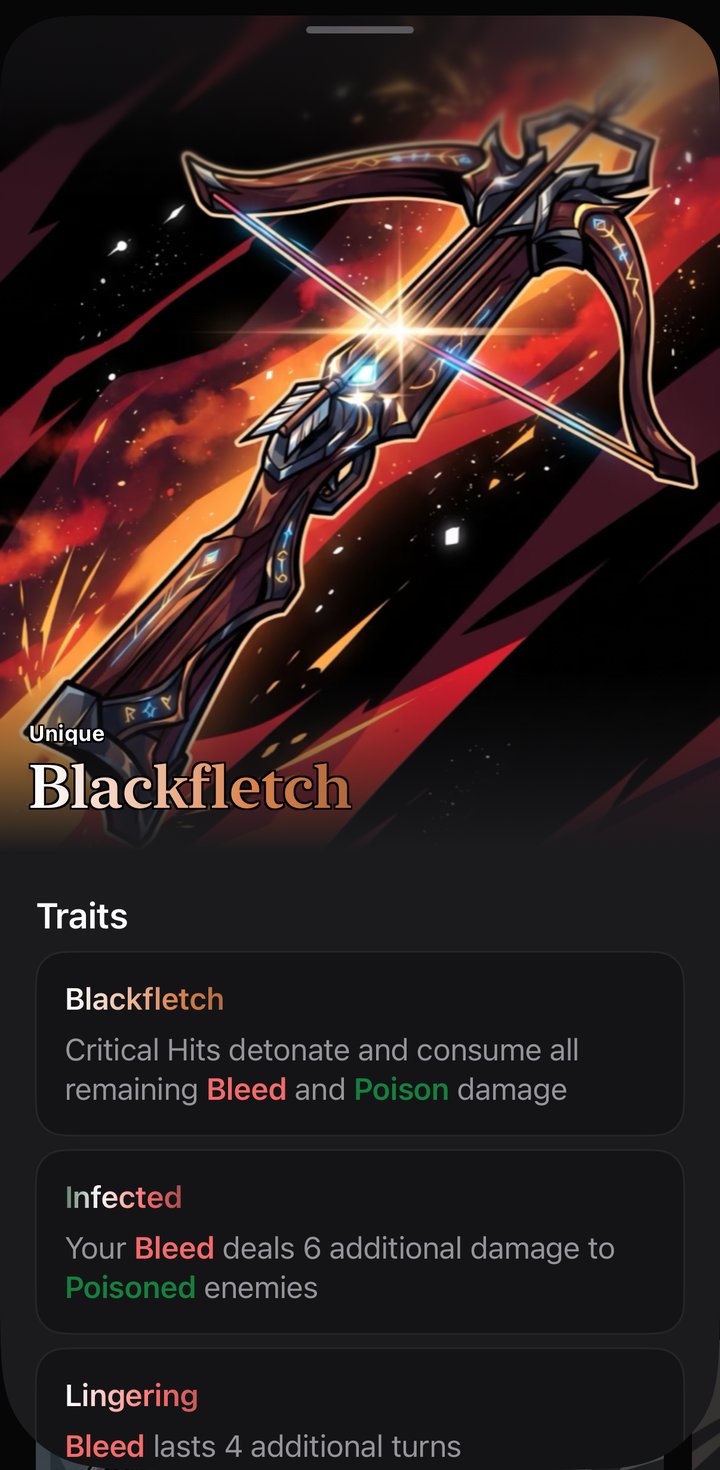 Unique
Blackfletch
Traits
Blackfletch
Critical Hits detonate and consume all
remaining Bleed and Poison damage
Infected
Your Bleed deals 6 additional damage to
Poisoned enemies
Lingering
Bleed lasts 4 additional turns